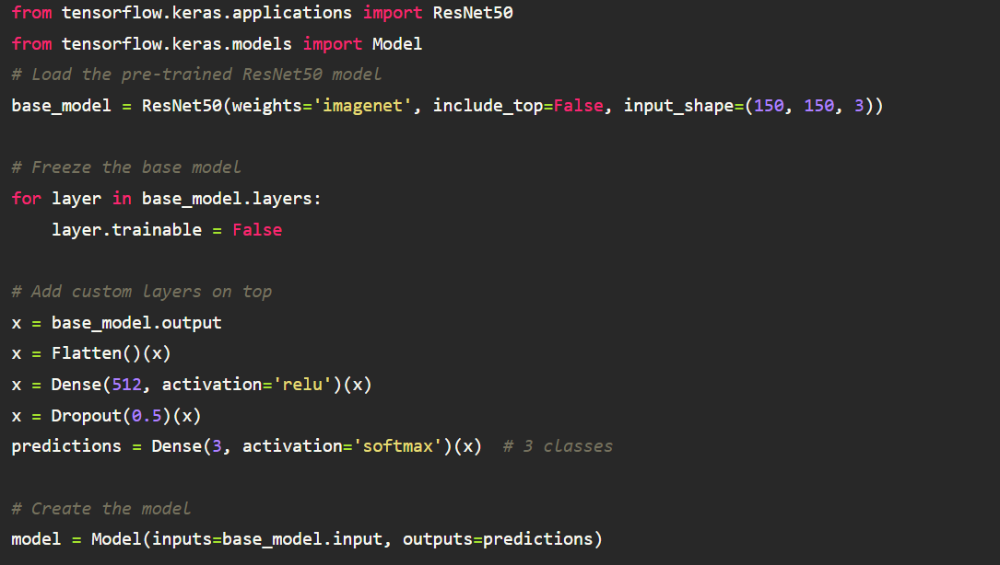 from tensorflow.keras.applications import ResNet50
from tensorflow.keras.models import Model
# Load the pre-trained ResNet50 model
base_model = ResNet50(weights='imagenet', include_top=False, input_shape=(150, 150, 3))
# Freeze the base model
for layer in base_model.layers:
    layer.trainable = False
# Add custom layers on top
x = base_model.output
x = Flatten()(x)
x = Dense(512, activation='relu')(x)
x = Dropout(0.5)(x)
predictions = Dense(3, activation='softmax')(x)  # 3 classes
# Create the model
model = Model(inputs=base_model.input, outputs=predictions)